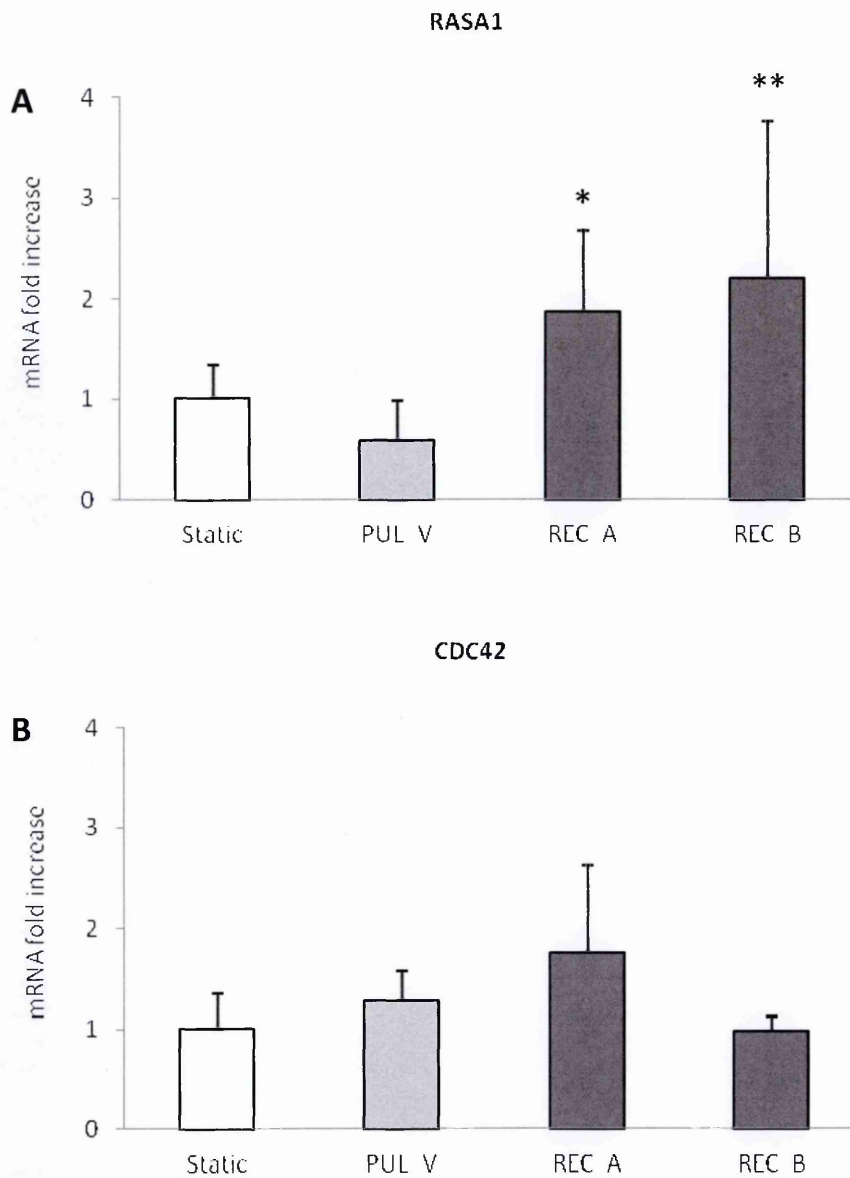 RASA1
A
mRNA fold increase
4
**
3
*
2
1
0
Static PUL V REC A REC B
CDC42
B
mRNA fold increase
4
3
2
1
0
Static PUL V REC A REC B